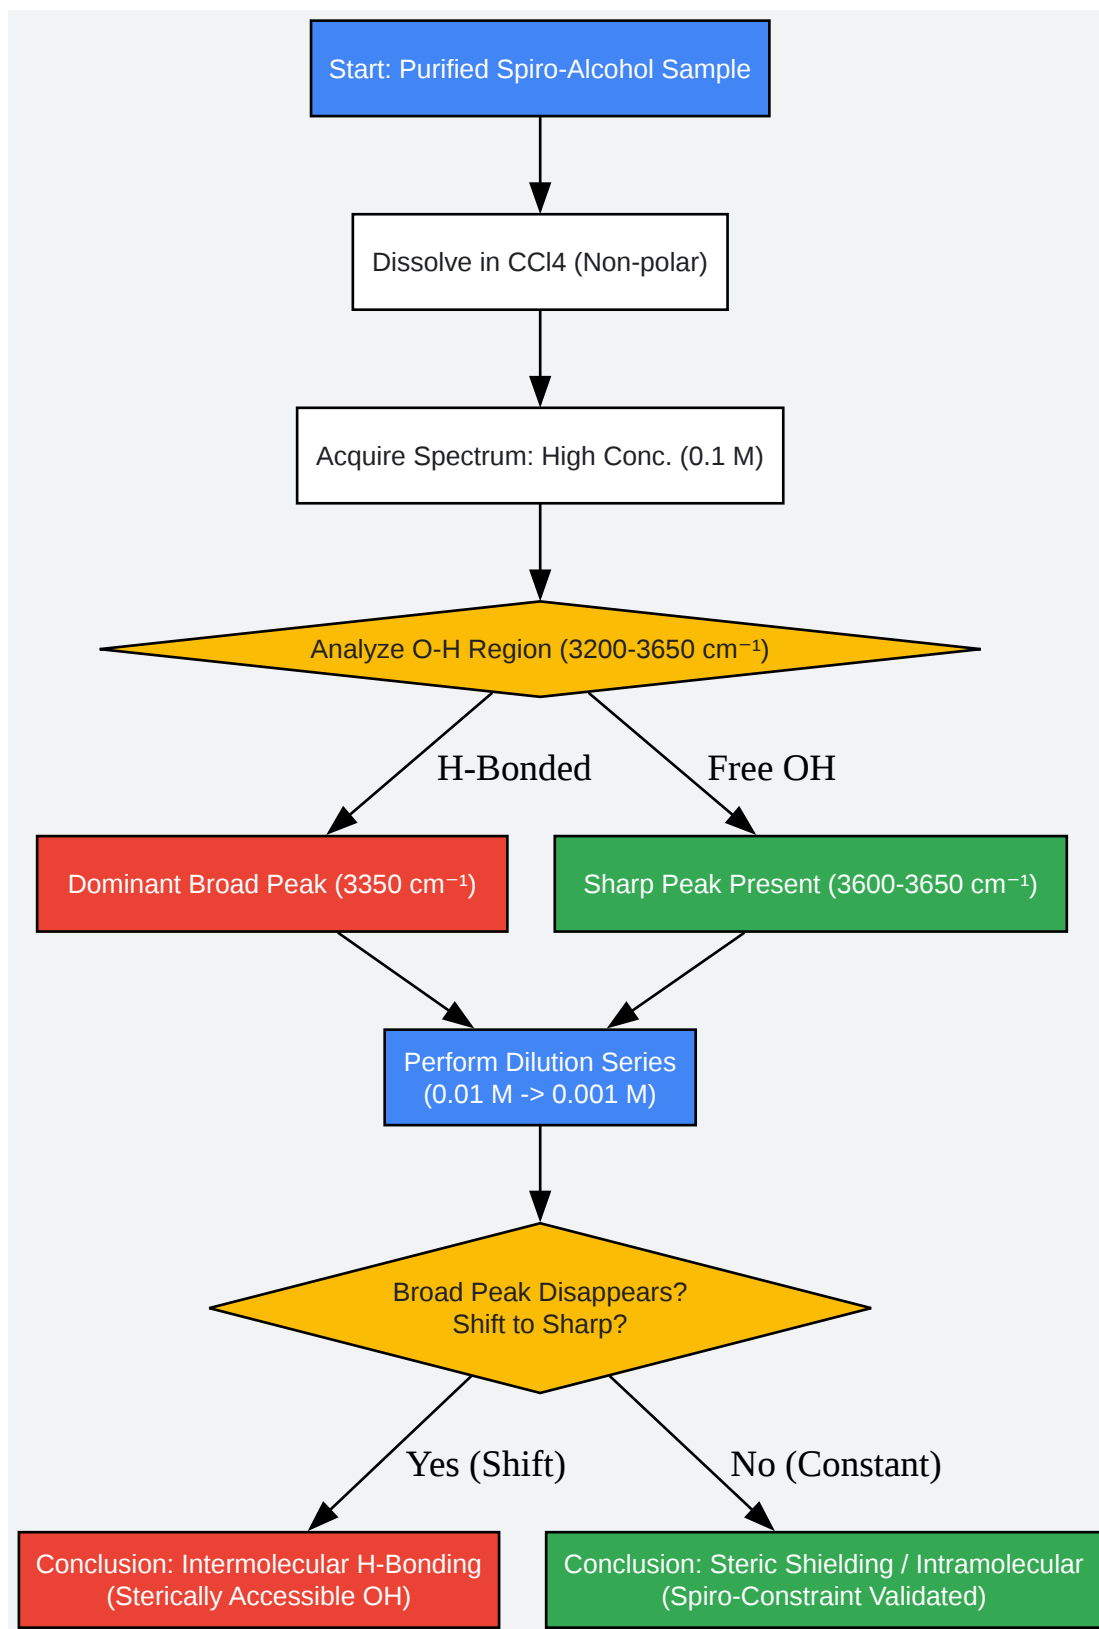 Start: Purified Spiro-Alcohol Sample
Dissolve in CCl4 (Non-polar)
Acquire Spectrum: High Conc. (0.1 M)
Analyze O-H Region (3200-3650 cm⁻¹)
H-Bonded
Free OH
Dominant Broad Peak (3350 cm⁻¹)
Sharp Peak Present (3600-3650 cm⁻¹)
Perform Dilution Series
(0.01 M -> 0.001 M)
Broad Peak Disappears?
Shift to Sharp?
Yes (Shift)
No (Constant)
Conclusion: Intermolecular H-Bonding
(Sterically Accessible OH)
Conclusion: Steric Shielding / Intramolecular
(Spiro-Constraint Validated)